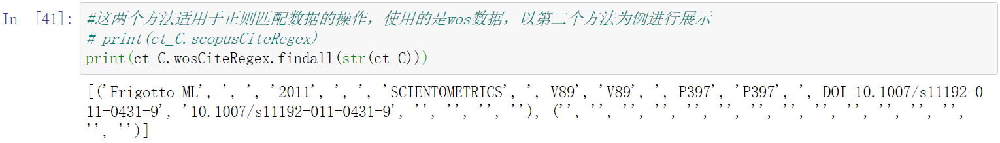 In [41]: #这两个方法适用于正则匹配数据的操作，使用的是wos数据，以第二个方法为例进行展示
# print(ct_C.scopusCiteRegex)
print(ct_C.wosCiteRegex.findall(str(ct_C)))
[('Frigotto ML', ', ', '2011', ', ', 'SCIENTOMETRICS', ', V89', 'V89', ', P397', 'P397', ', DOI 10.1007/s11192-0
11-0431-9', '10.1007/s11192-011-0431-9', '', '', '', ''), ('', '', '', '', '', '', '', '', '', '', '', '', '',
'', '')]